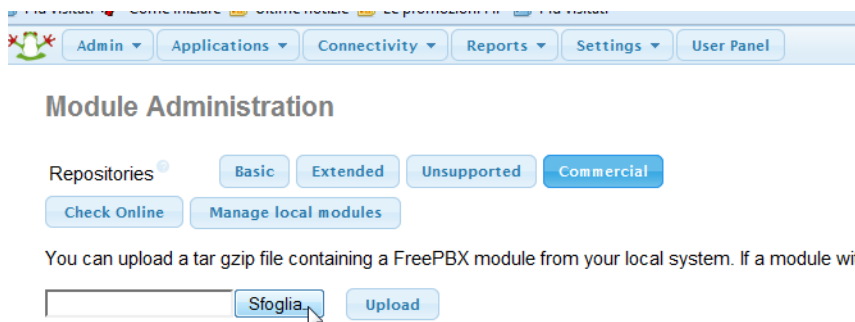 Admin Applications Connectivity Reports Settings User Panel
Module Administration
Repositories Basic Extended Unsupported Commercial
Check Online Manage local modules
You can upload a tar gzip file containing a FreePBX module from your local system. If a module wi
Sfoglia... Upload